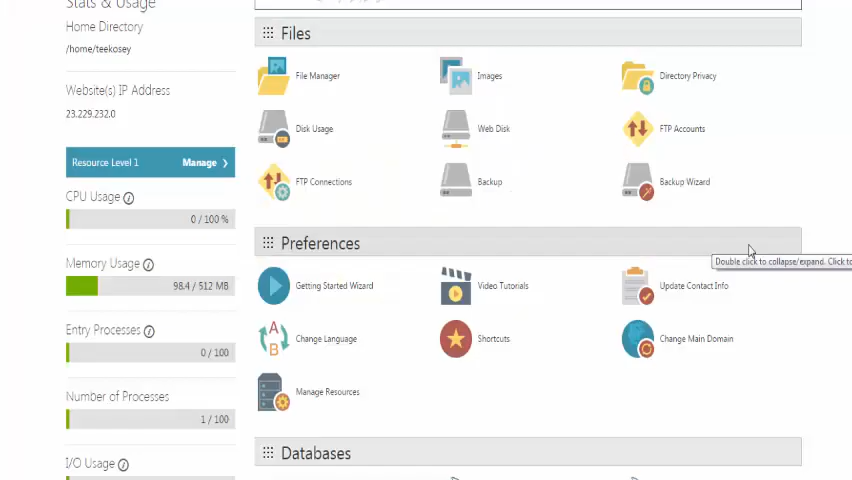 Stats & Usage
Home Directory
/home/teekosey
Website(s) IP Address
23.229.232.0
Resource Level 1 Manage
CPU Usage
0 / 100 %
Memory Usage
98.4 / 512 MB
Entry Processes
0 / 100
Number of Processes
1 / 100
I/O Usage
Files
File Manager Images Directory Privacy
Disk Usage Web Disk FTP Accounts
FTP Connections Backup Backup Wizard
Preferences
Double click to collapse/expand. Click to
Getting Started Wizard Video Tutorials Update Contact Info
A
B
Change Language Shortcuts Change Main Domain
Manage Resources
Databases